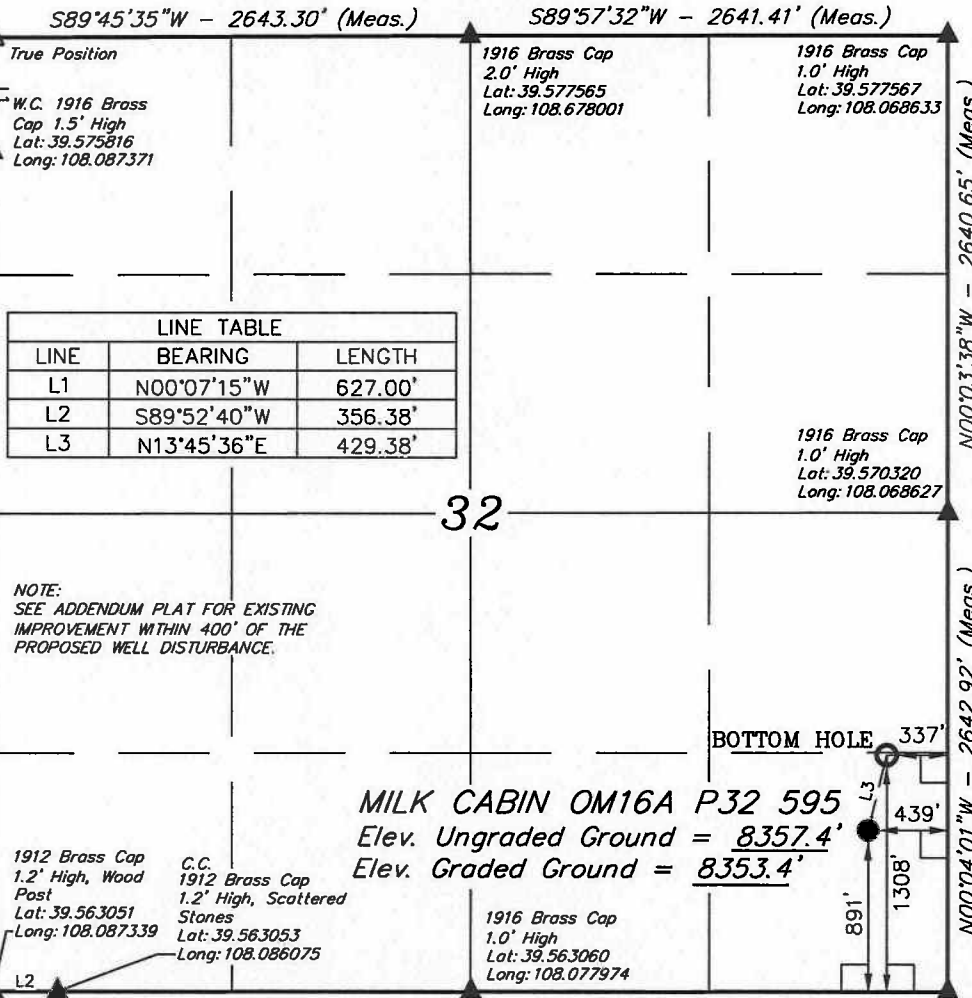 S89°45'35"W - 2643.30' (Meas.)
S89°57'32"W - 2641.41' (Meas.)
True Position
W.C. 1916 Brass
Cap 1.5' High
Lat: 39.575816
Long: 108.087371
1916 Brass Cap
2.0' High
Lat: 39.577565
Long: 108.678001
1916 Brass Cap
1.0' High
Lat: 39.577567
Long: 108.068633
N00°03'38"W - 2640.65' (Meas.)
LINE TABLE
LINE BEARING LENGTH
L1 N00°07'15"W 627.00'
L2 S89°52'40"W 356.38'
L3 N13°45'36"E 429.38'
1916 Brass Cap
1.0' High
Lat: 39.570320
Long: 108.068627
32
NOTE:
SEE ADDENDUM PLAT FOR EXISTING
IMPROVEMENT WITHIN 400' OF THE
PROPOSED WELL DISTURBANCE.
N00°04'01"W - 2642.92' (Meas.)
BOTTOM HOLE
337'
L3
439'
MILK CABIN OM16A P32 595
Elev. Ungraded Ground = 8357.4'
Elev. Graded Ground = 8353.4'
891'
1308'
1912 Brass Cap
1.2' High, Wood
Post
Lat: 39.563051
Long: 108.087339
C.C.
1912 Brass Cap
1.2' High, Scattered
Stones
Lat: 39.563053
Long: 108.086075
1916 Brass Cap
1.0' High
Lat: 39.563060
Long: 108.077974
L2